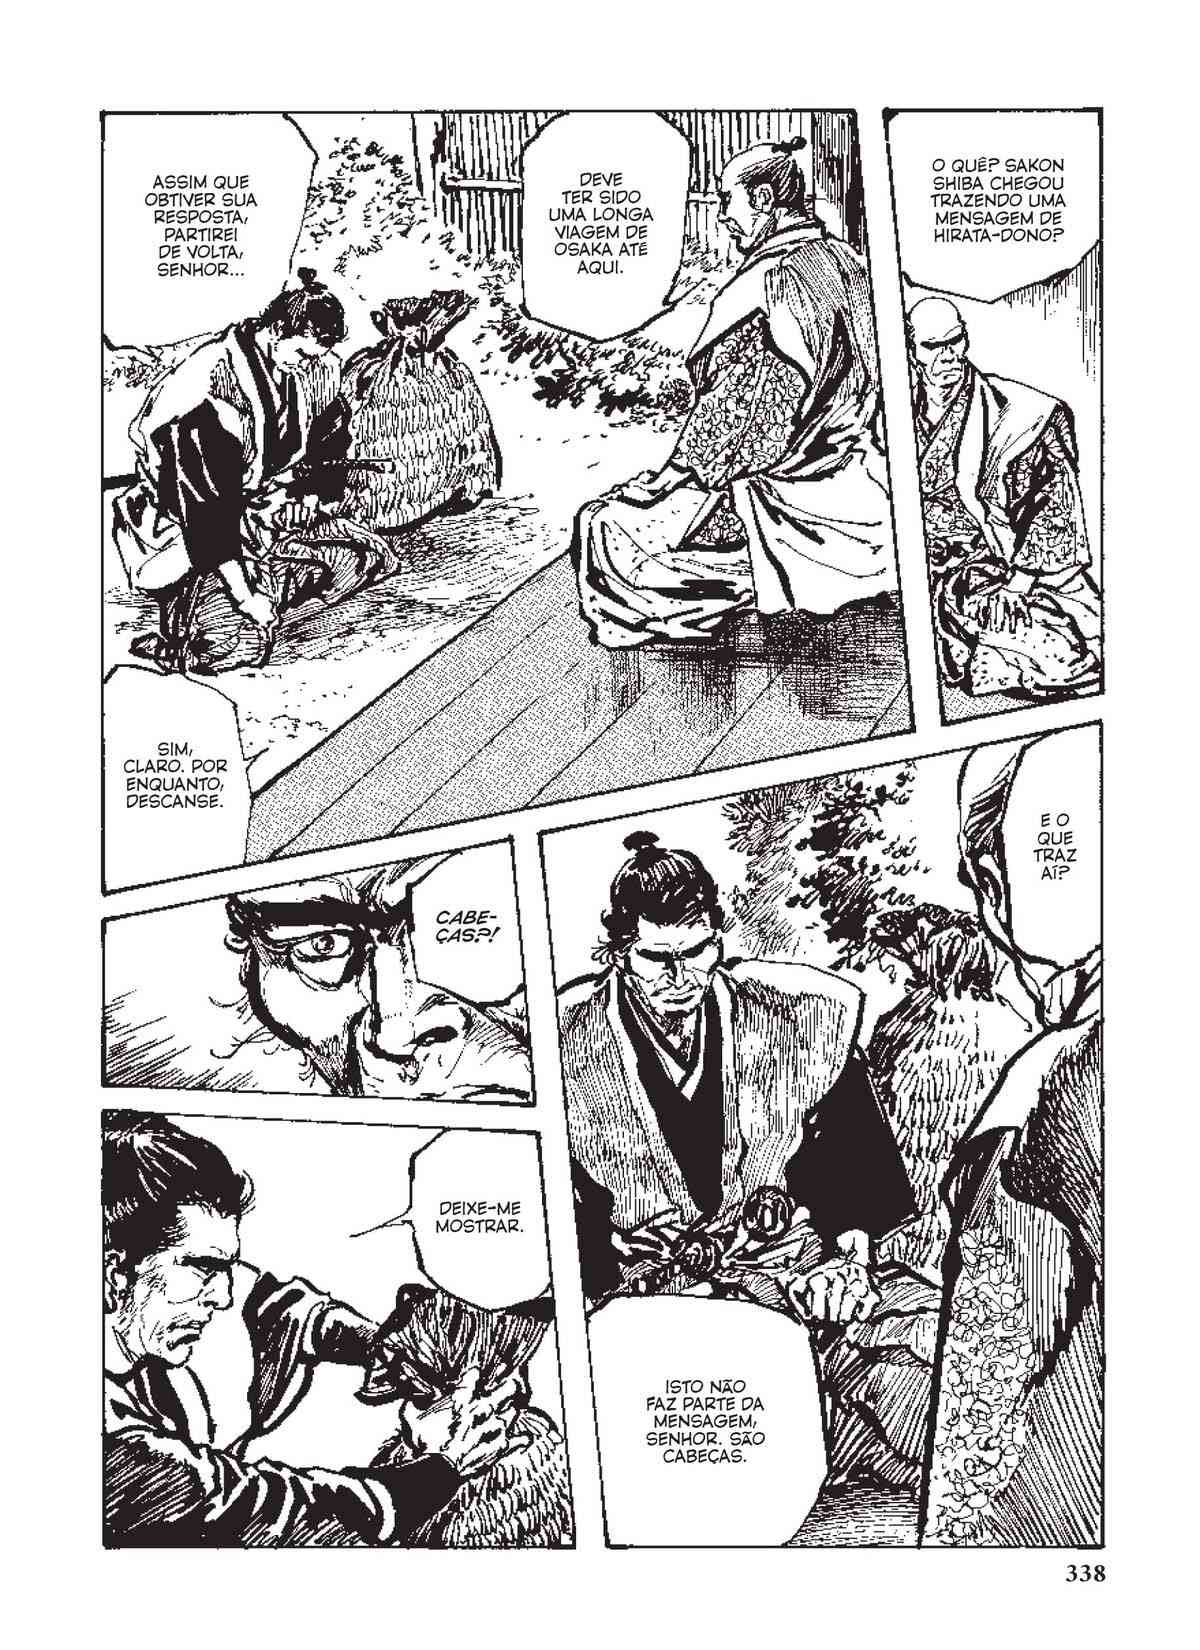 O QUÊ? SAKON
SHIBA CHEGOU
TRAZENDO UMA
MENSAGEM DE
HIRATA-DONO?
DEVE
TER SIDO
UMA LONGA
VIAGEM DE
OSAKA ATÉ
AQUI.
ASSIM QUE
OBTIVER SUA
RESPOSTA,
PARTIREI
DE VOLTA,
SENHOR...
SIM,
CLARO. POR
ENQUANTO,
DESCANSE.
E O
QUE
TRAZ
AÍ?
ISTO NÃO
FAZ PARTE DA
MENSAGEM,
SENHOR. SÃO
CABEÇAS.
CABE-
ÇAS?!
DEIXE-ME
MOSTRAR.
338